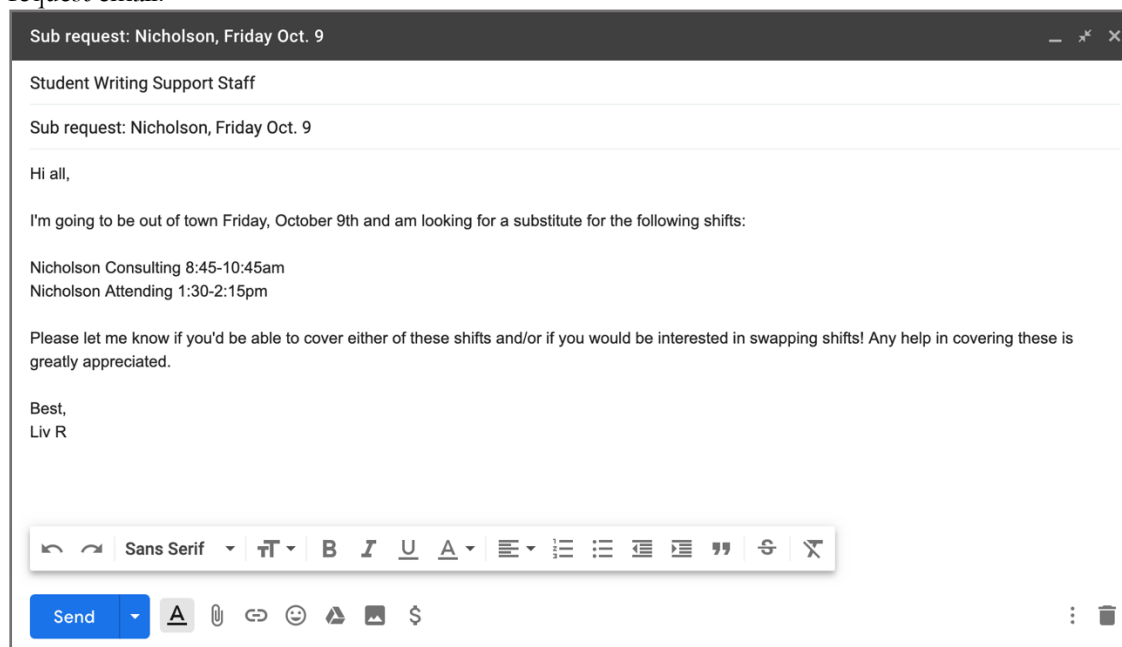 request email.
Sub request: Nicholson, Friday Oct. 9
Student Writing Support Staff
Sub request: Nicholson, Friday Oct. 9
Hi all,
I'm going to be out of town Friday, October 9th and am looking for a substitute for the following shifts:
Nicholson Consulting 8:45-10:45am
Nicholson Attending 1:30-2:15pm
Please let me know if you'd be able to cover either of these shifts and/or if you would be interested in swapping shifts! Any help in covering these is
greatly appreciated.
Best,
Liv R
Sans Serif
Send